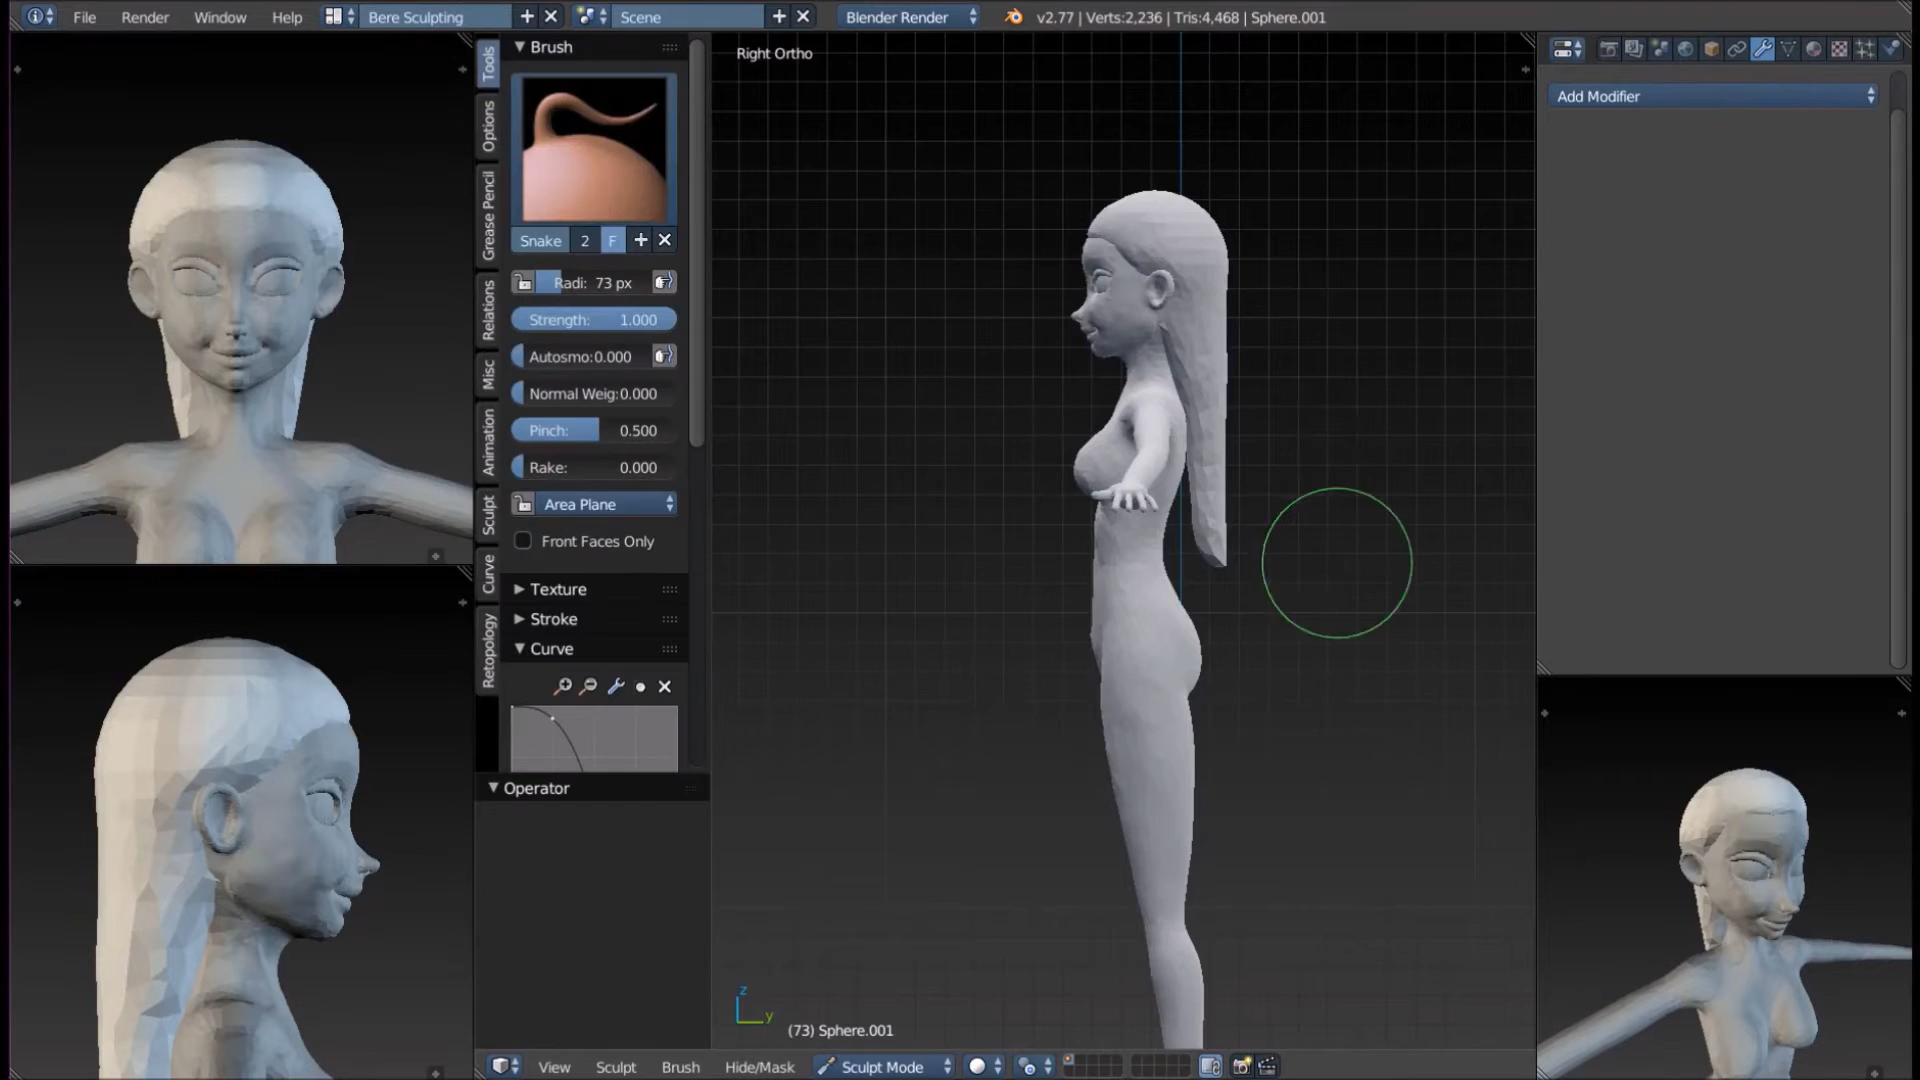 File Render Window Help Bere Sculpting Scene Blender Render v2.77 | Verts:2,236 | Tris:4,468 | Sphere.001
Tools
Options
Grease Pencil
Relations
Misc
Animation
Sculpt
Curve
Retopology
Brush
Snake 2 F
Radi: 73 px
Strength: 1.000
Autosmo: 0.000
Normal Weig: 0.000
Pinch: 0.500
Rake: 0.000
Area Plane
Front Faces Only
Texture
Stroke
Curve
Operator
Right Ortho
z
y
(73) Sphere.001
View Sculpt Brush Hide/Mask Sculpt Mode
Add Modifier